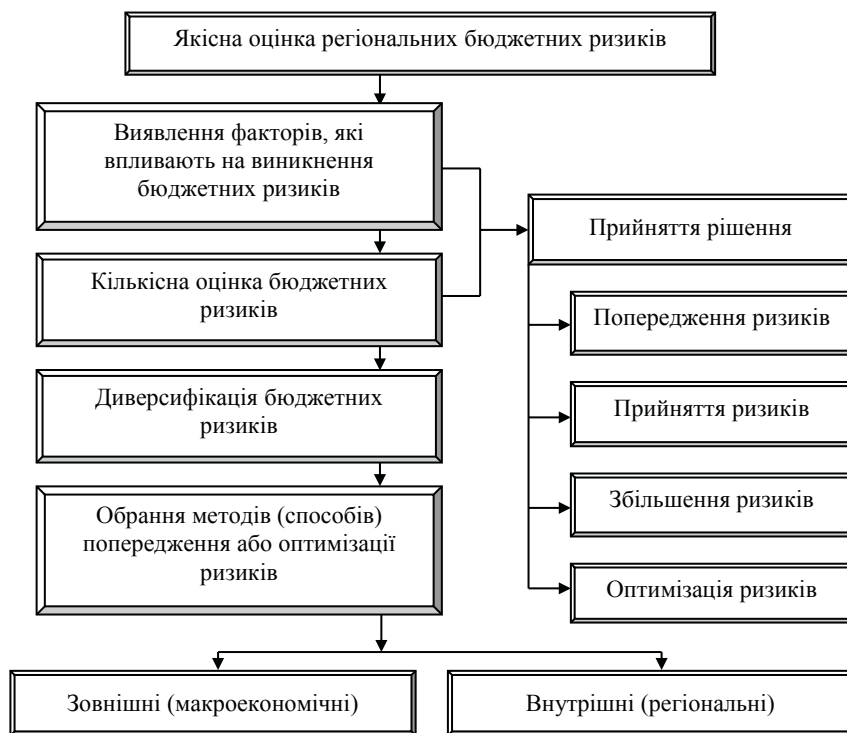 Якісна оцінка регіональних бюджетних ризиків
Виявлення факторів, які
впливають на виникнення
бюджетних ризиків
Прийняття рішення
Кількісна оцінка бюджетних
ризиків
Попередження ризиків
Диверсифікація бюджетних
ризиків
Прийняття ризиків
Обрання методів (способів)
попередження або оптимізації
ризиків
Збільшення ризиків
Оптимізація ризиків
Зовнішні (макроекономічні)
Внутрішні (регіональні)